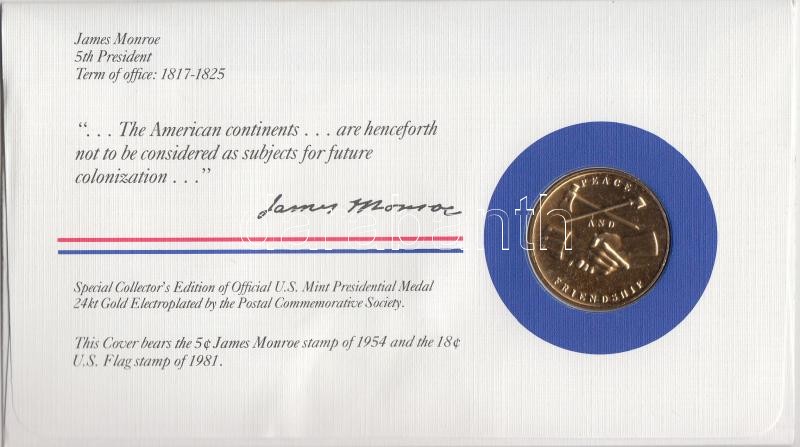 James Monroe
5th President
Term of office: 1817-1825
“. . . The American continents . . . are henceforth
not to be considered as subjects for future
colonization . . .”
James Monroe
PEACE
AND
FRIENDSHIP
Special Collector's Edition of Official U.S. Mint Presidential Medal
24kt Gold Electroplated by the Postal Commemorative Society.
This Cover bears the 5¢ James Monroe stamp of 1954 and the 18¢
U.S. Flag stamp of 1981.